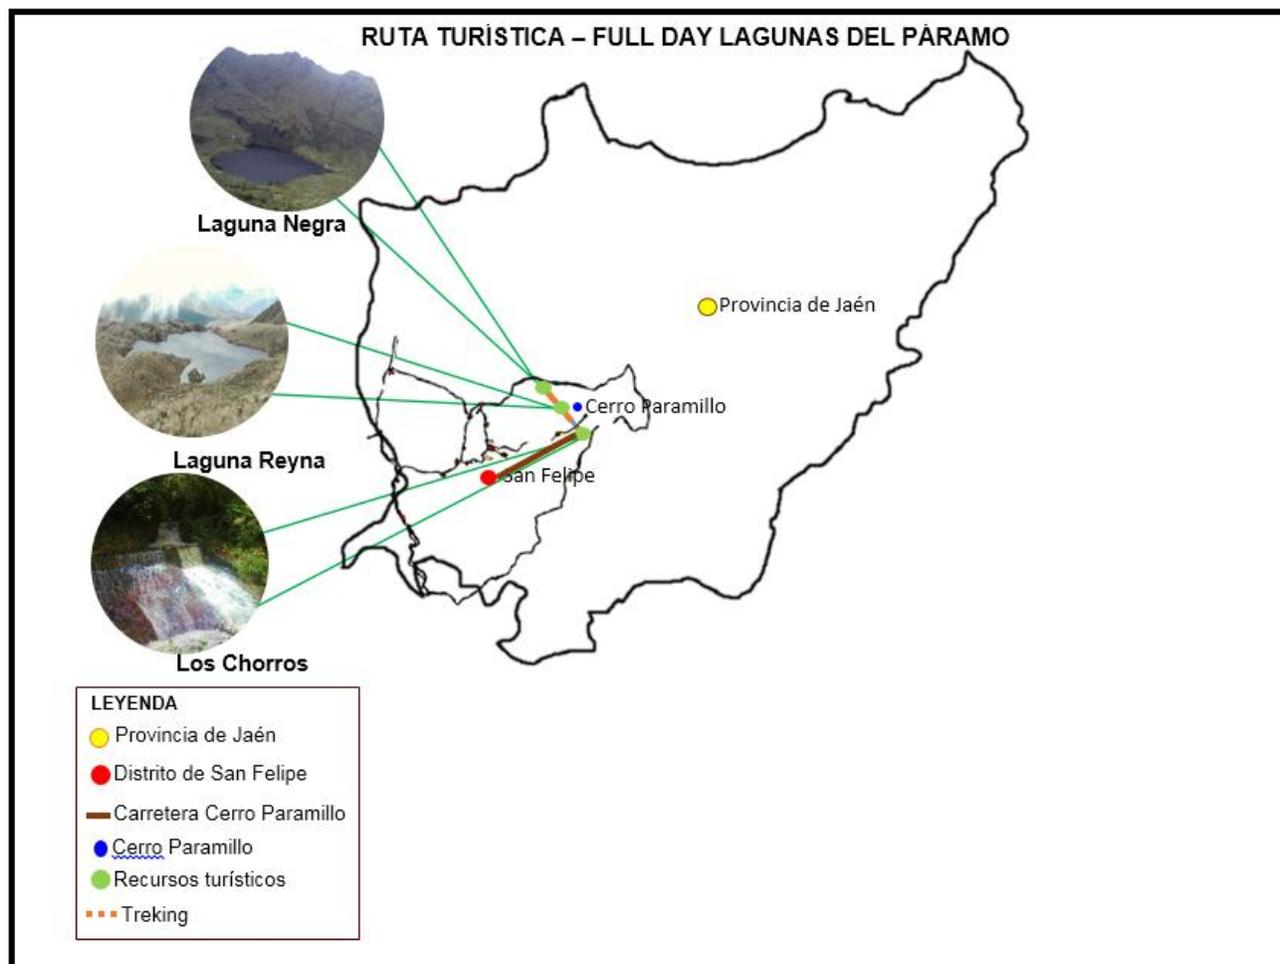 RUTA TURÍSTICA – FULL DAY LAGUNAS DEL PÁRAMO
Laguna Negra
Provincia de Jaén
Cerro Paramillo
Laguna Reyna
San Felipe
Los Chorros
LEYENDA
Provincia de Jaén
Distrito de San Felipe
Carretera Cerro Paramillo
Cerro Paramillo
Recursos turísticos
Treking